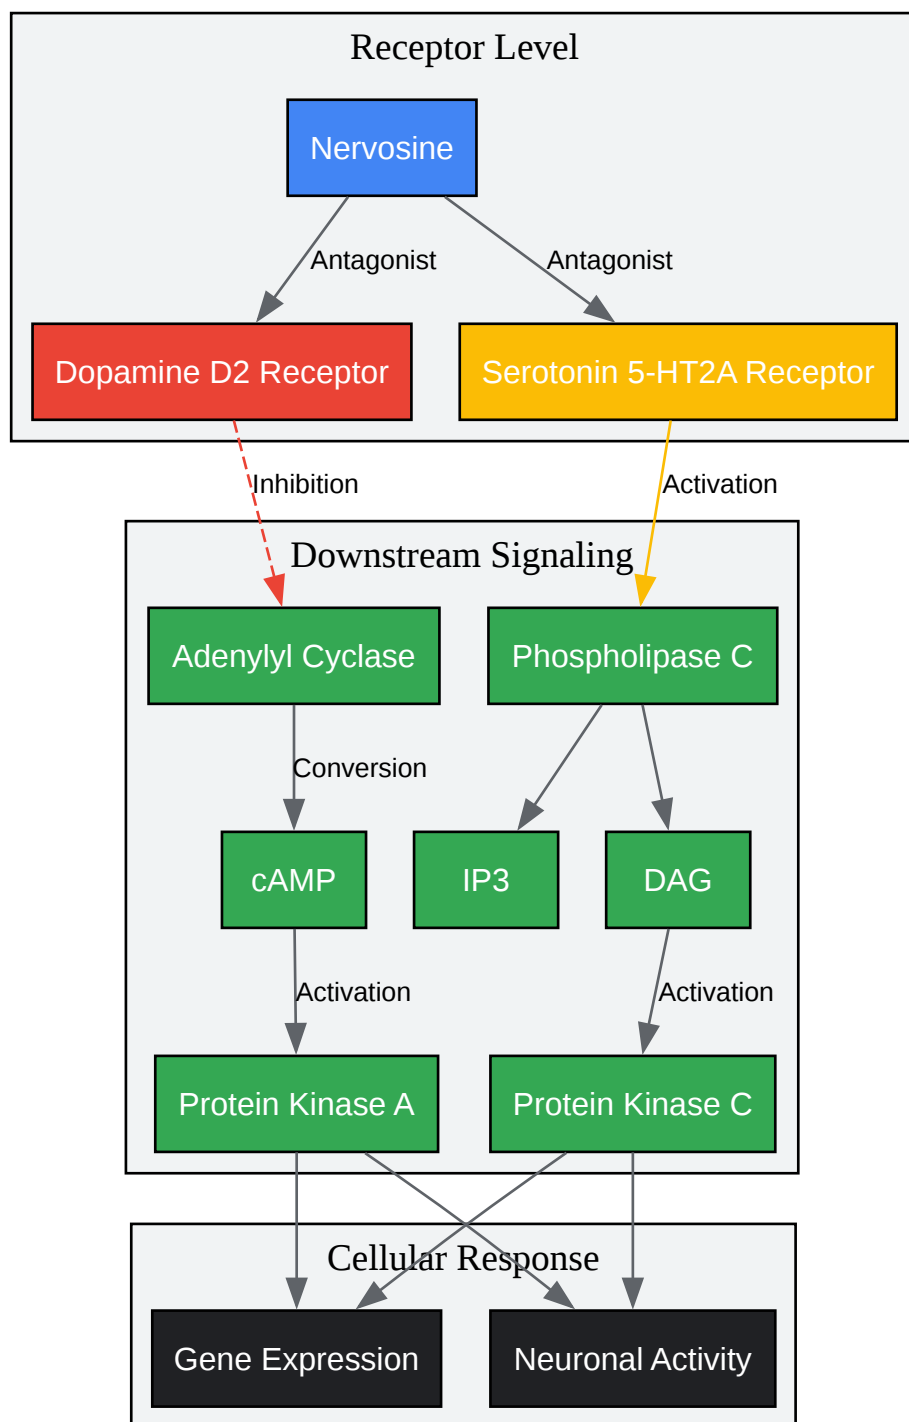 Receptor Level
Nervosine
Antagonist
Antagonist
Dopamine D2 Receptor
Serotonin 5-HT2A Receptor
Inhibition
Activation
Downstream Signaling
Adenylyl Cyclase
Phospholipase C
Conversion
cAMP
IP3
DAG
Activation
Activation
Protein Kinase A
Protein Kinase C
Cellular Response
Gene Expression
Neuronal Activity